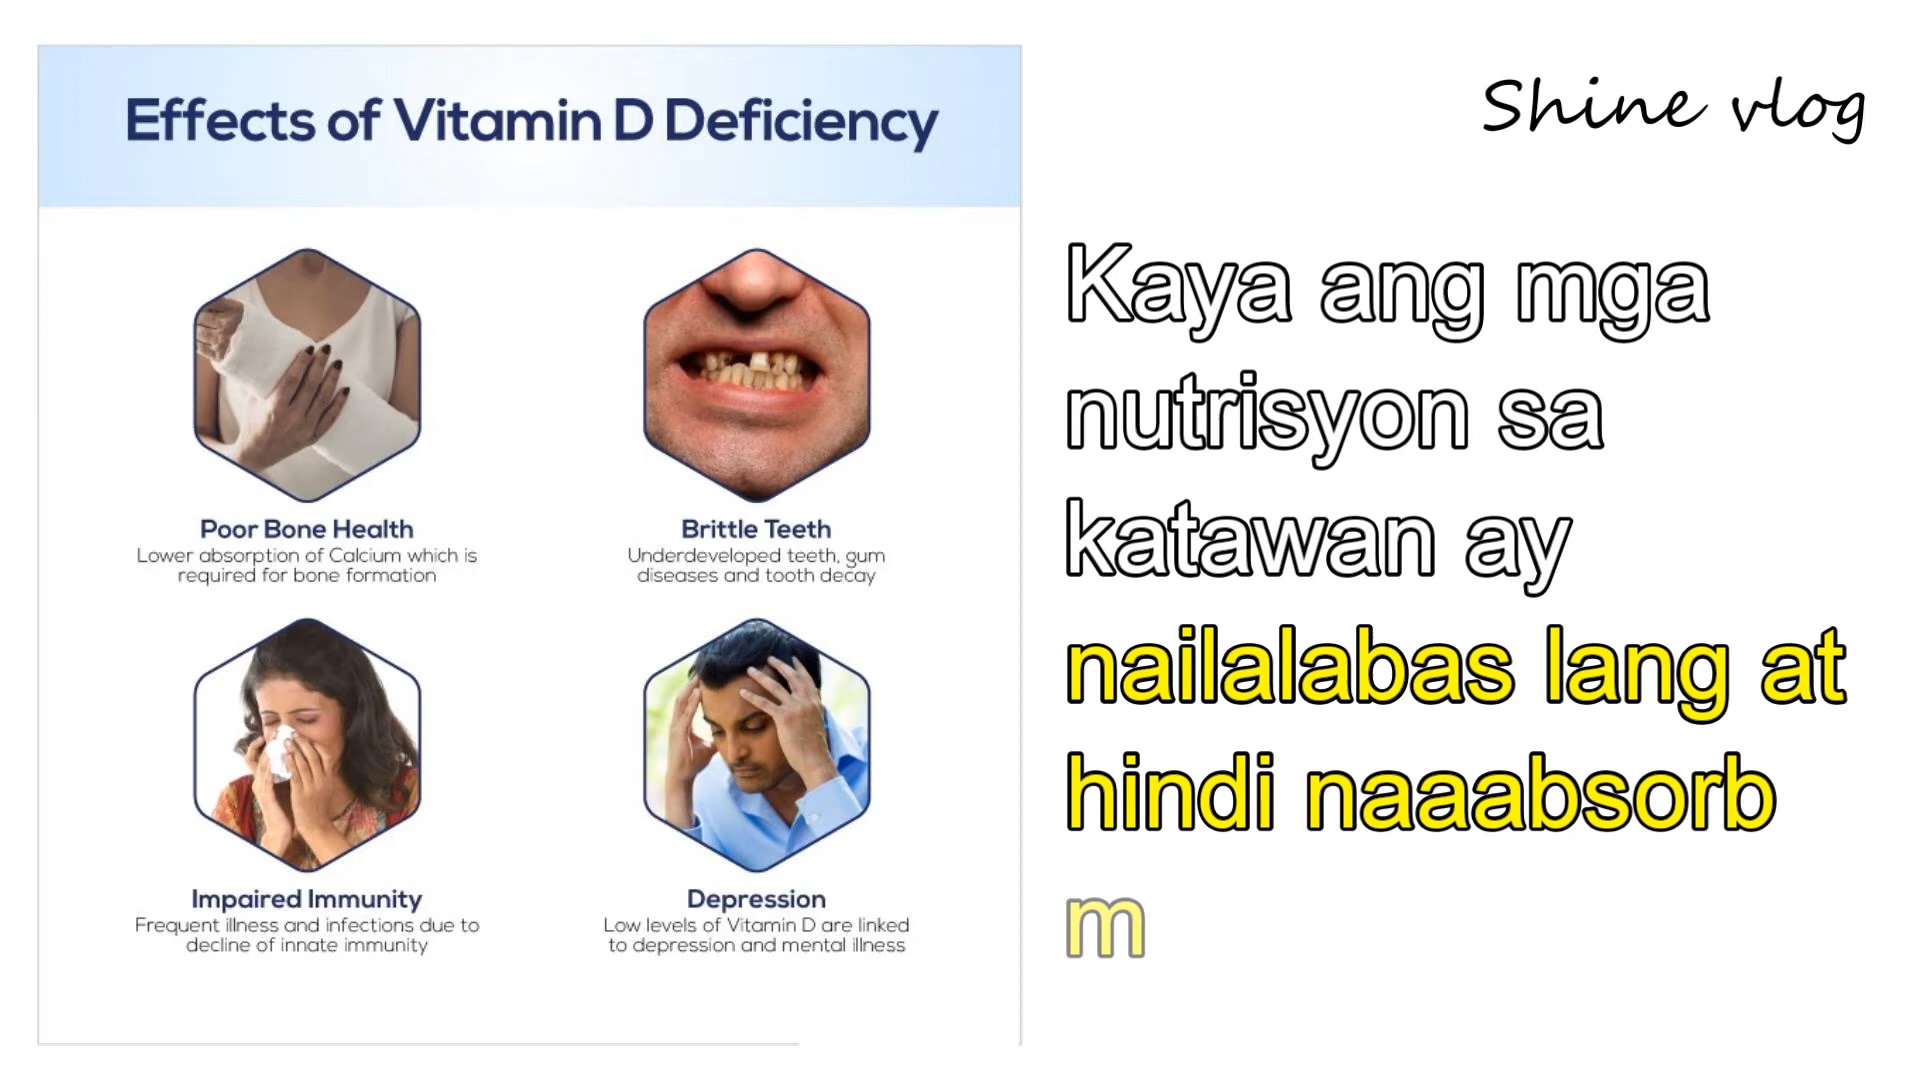 Effects of Vitamin D Deficiency
Poor Bone Health
Lower absorption of Calcium which is
required for bone formation
Brittle Teeth
Underdeveloped teeth, gum
diseases and tooth decay
Impaired Immunity
Frequent illness and infections due to
decline of innate immunity
Depression
Low levels of Vitamin D are linked
to depression and mental illness
Shine vlog
Kaya ang mga
nutrisyon sa
katawan ay
nailalabas lang at
hindi naaabsorb
m